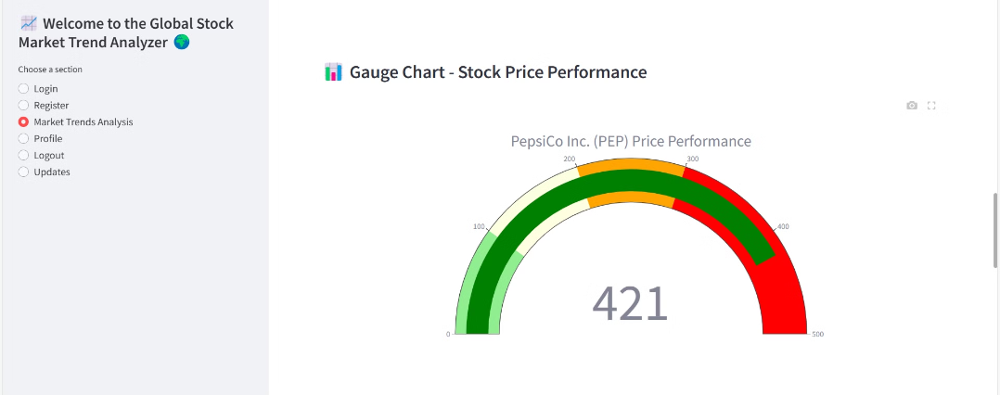 Welcome to the Global Stock
Market Trend Analyzer
Choose a section
Login
Register
Market Trends Analysis
Profile
Logout
Updates
Gauge Chart - Stock Price Performance
PepsiCo Inc. (PEP) Price Performance
200
300
100
400
421
0
500